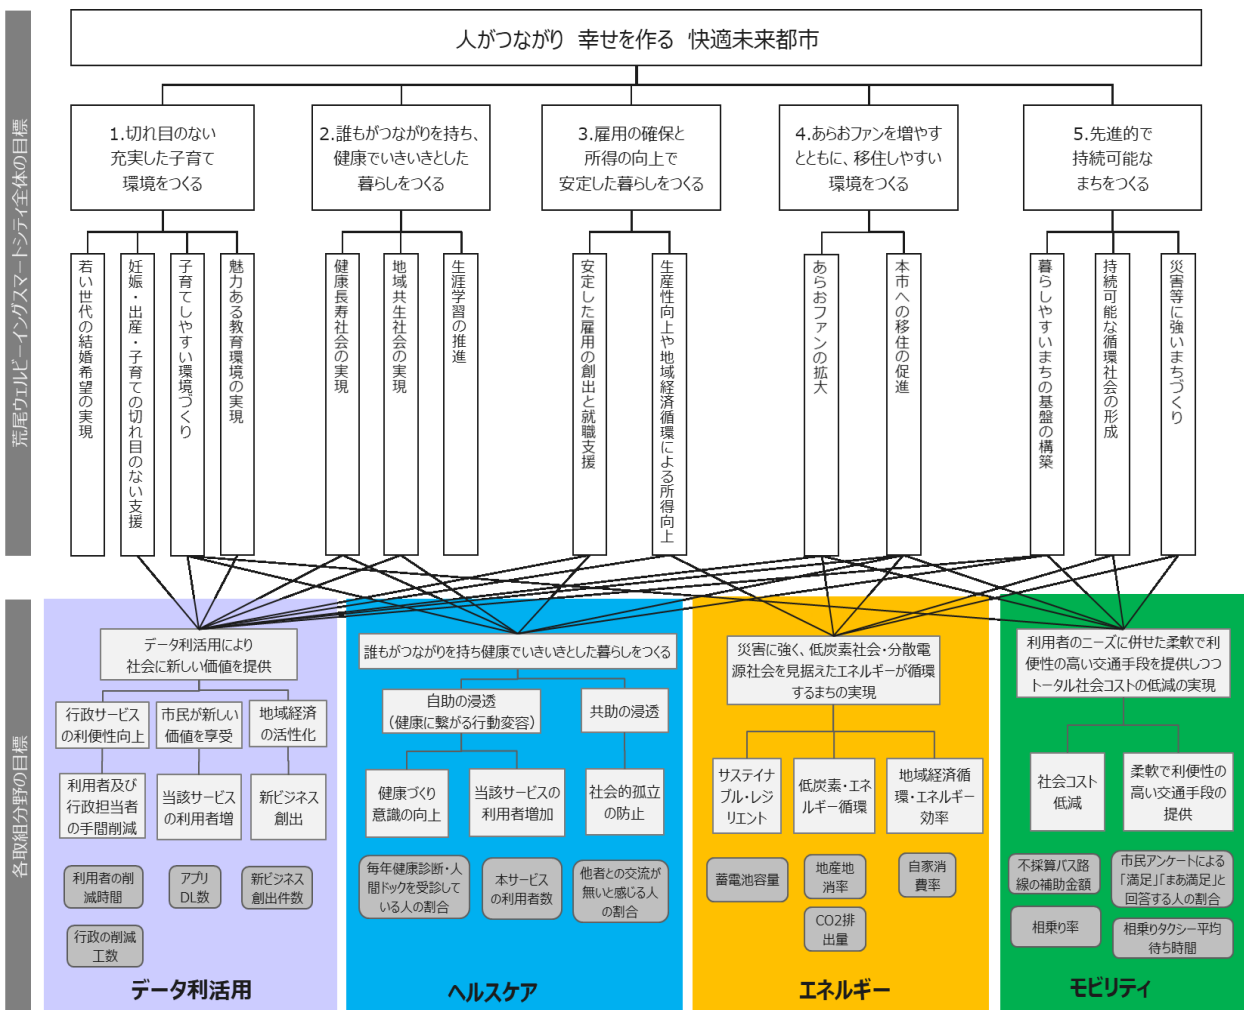 荒尾ウェルビーイングスマートシティ全体の目標
人がつながり 幸せを作る 快適未来都市
1.切れ目のない
充実した子育て
環境をつくる
2.誰もがつながりを持ち、
健康でいきいきとした
暮らしをつくる
3.雇用の確保と
所得の向上で
安定した暮らしをつくる
4.あらおファンを増やす
とともに、移住しやすい
環境をつくる
5.先進的で
持続可能な
まちをつくる
若い世代の結婚希望の実現
妊娠・出産・子育ての切れ目のない支援
子育てしやすい環境づくり
魅力ある教育環境の実現
健康長寿社会の実現
地域共生社会の実現
生涯学習の推進
安定した雇用の創出と就職支援
生産性向上や地域経済循環による所得向上
あらおファンの拡大
本市への移住の促進
暮らしやすいまちの基盤の構築
持続可能な循環社会の形成
災害等に強いまちづくり
各取組分野の目標
データ利活用により
社会に新しい価値を提供
行政サービス
の利便性向上
市民が新しい
価値を享受
地域経済
の活性化
利用者及び
行政担当者
の手間削減
当該サービス
の利用者増
新ビジネス
創出
利用者の削
減時間
アプリ
DL数
新ビジネス
創出件数
行政の削減
工数
データ利活用
誰もがつながりを持ち健康でいきいきとした暮らしをつくる
自助の浸透
（健康に繋がる行動変容）
共助の浸透
健康づくり
意識の向上
当該サービスの
利用者増加
社会的孤立
の防止
毎年健康診断・人
間ドックを受診して
いる人の割合
本サービス
の利用者数
他者との交流が
無いと感じる人
の割合
ヘルスケア
災害に強く、低炭素社会・分散電
源社会を見据えたエネルギーが循環
するまちの実現
サステイナ
ブル・レジ
リエント
低炭素・エネ
ルギー循環
地域経済循
環・エネルギー
効率
蓄電池容量
地産地
消率
自家消
費率
CO2排
出量
エネルギー
利用者のニーズに併せた柔軟で利
便性の高い交通手段を提供しつつ
トータル社会コストの低減の実現
社会コスト
低減
柔軟で利便性の
高い交通手段の
提供
不採算バス路
線の補助金額
市民アンケートによる
「満足」「まあ満足」と
回答する人の割合
相乗り率
相乗りタクシー平均
待ち時間
モビリティ